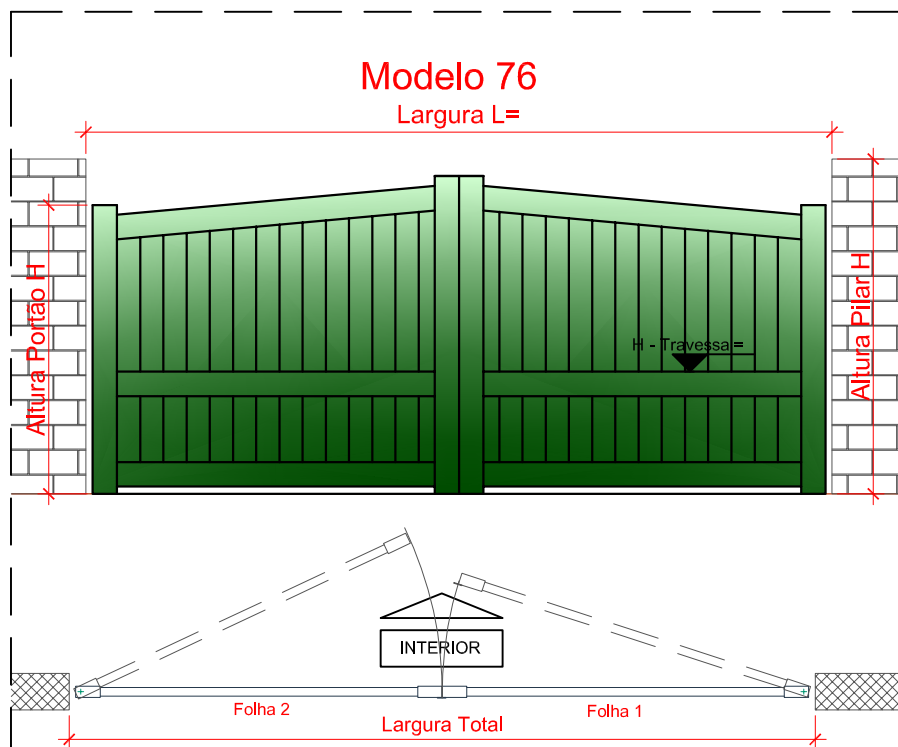 Modelo 76
Largura L=
Altura Portão H
Altura Pilar H
H - Travessa =
INTERIOR
Folha 2
Folha 1
Largura Total